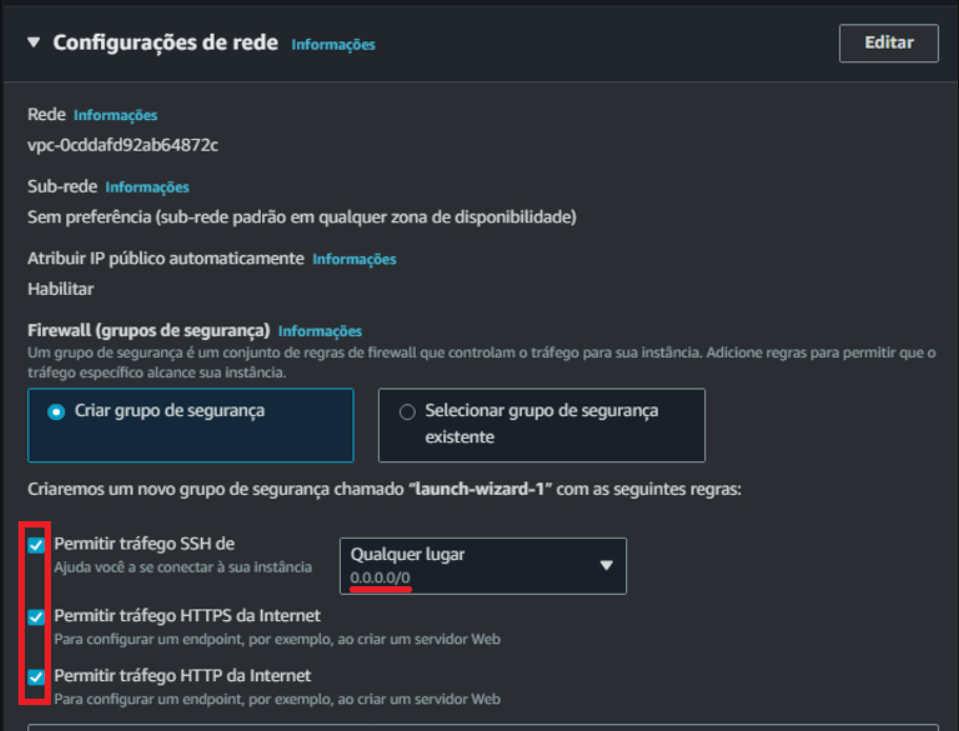 Configurações de rede Informações
Editar
Rede Informações
vpc-0cddafd92ab64872c
Sub-rede Informações
Sem preferência (sub-rede padrão em qualquer zona de disponibilidade)
Atribuir IP público automaticamente Informações
Habilitar
Firewall (grupos de segurança) Informações
Um grupo de segurança é um conjunto de regras de firewall que controlam o tráfego para sua instância. Adicione regras para permitir que o
tráfego específico alcance sua instância.
Criar grupo de segurança
Selecionar grupo de segurança
existente
Criaremos um novo grupo de segurança chamado "launch-wizard-1" com as seguintes regras:
Permitir tráfego SSH de
Ajuda você a se conectar à sua instância
Qualquer lugar
0.0.0.0/0
Permitir tráfego HTTPS da Internet
Para configurar um endpoint, por exemplo, ao criar um servidor Web
Permitir tráfego HTTP da Internet
Para configurar um endpoint, por exemplo, ao criar um servidor Web